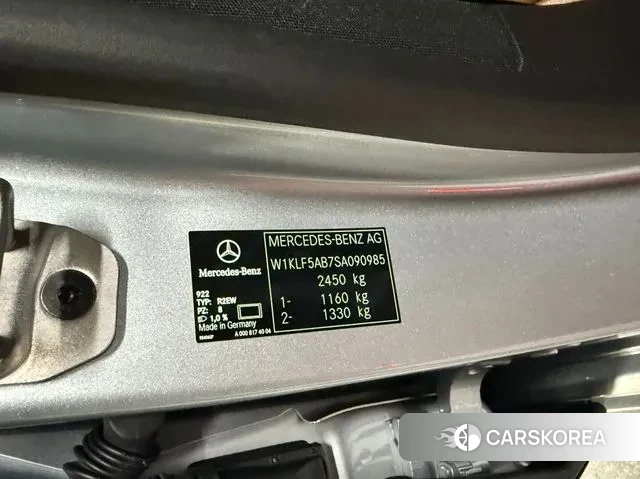 Mercedes-Benz
922
TYP: R2EW
PZ: 8
1,0 %
Made in Germany
A 000 817 40 04
MERCEDES-BENZ AG
W1KLF5AB7SA090985
2450 kg
1- 1160 kg
2- 1330 kg
CARSKOREA